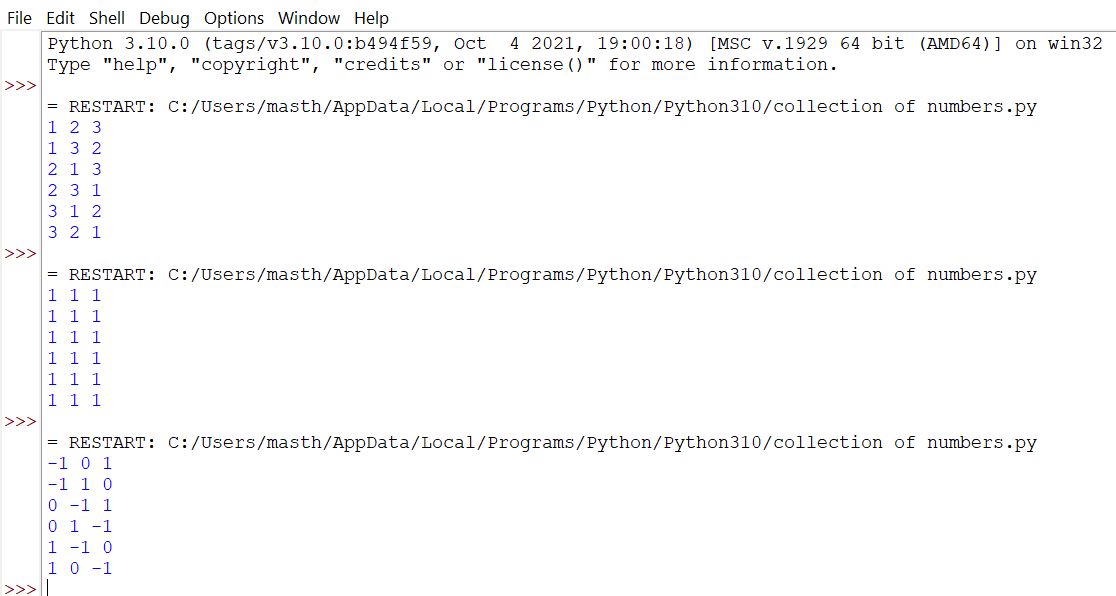 File Edit Shell Debug Options Window Help
Python 3.10.0 (tags/v3.10.0:b494f59, Oct  4 2021, 19:00:18) [MSC v.1929 64 bit (AMD64)] on win32
Type "help", "copyright", "credits" or "license()" for more information.
>>>
= RESTART: C:/Users/masth/AppData/Local/Programs/Python/Python310/collection of numbers.py
1 2 3
1 3 2
2 1 3
2 3 1
3 1 2
3 2 1
>>>
= RESTART: C:/Users/masth/AppData/Local/Programs/Python/Python310/collection of numbers.py
1 1 1
1 1 1
1 1 1
1 1 1
1 1 1
1 1 1
>>>
= RESTART: C:/Users/masth/AppData/Local/Programs/Python/Python310/collection of numbers.py
-1 0 1
-1 1 0
0 -1 1
0 1 -1
1 -1 0
1 0 -1
>>>